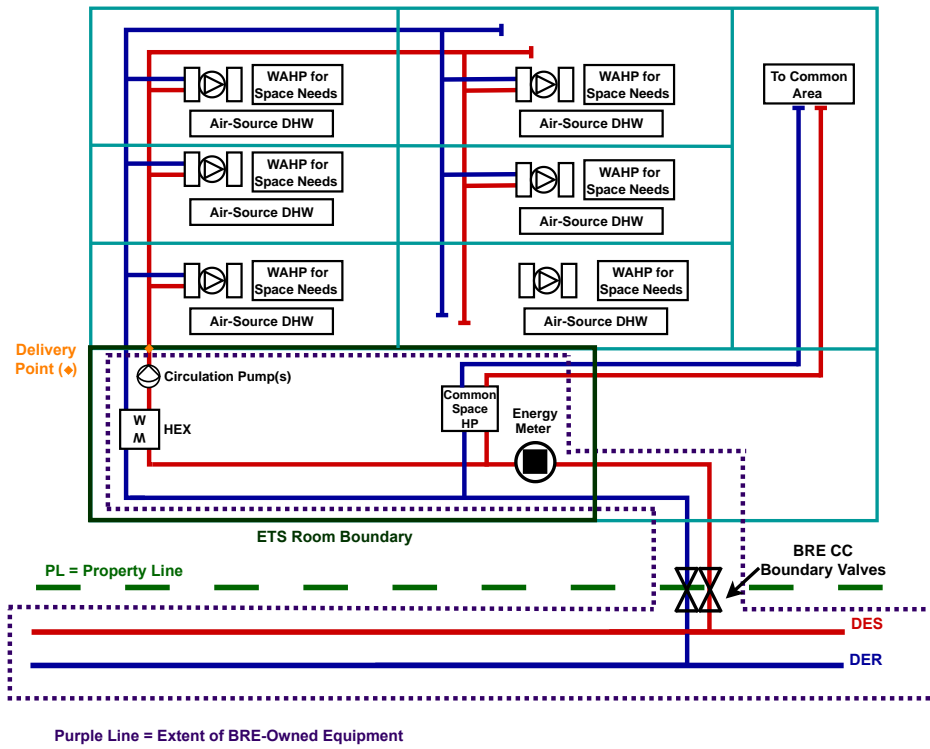 WAHP for
Space Needs
Air-Source DHW
WAHP for
Space Needs
Air-Source DHW
To Common
Area
WAHP for
Space Needs
Air-Source DHW
WAHP for
Space Needs
Air-Source DHW
WAHP for
Space Needs
Air-Source DHW
WAHP for
Space Needs
Air-Source DHW
Delivery
Point (◆)
Circulation Pump(s)
HEX
Common
Space
HP
Energy
Meter
ETS Room Boundary
PL = Property Line
BRE CC
Boundary Valves
DES
DER
Purple Line = Extent of BRE-Owned Equipment